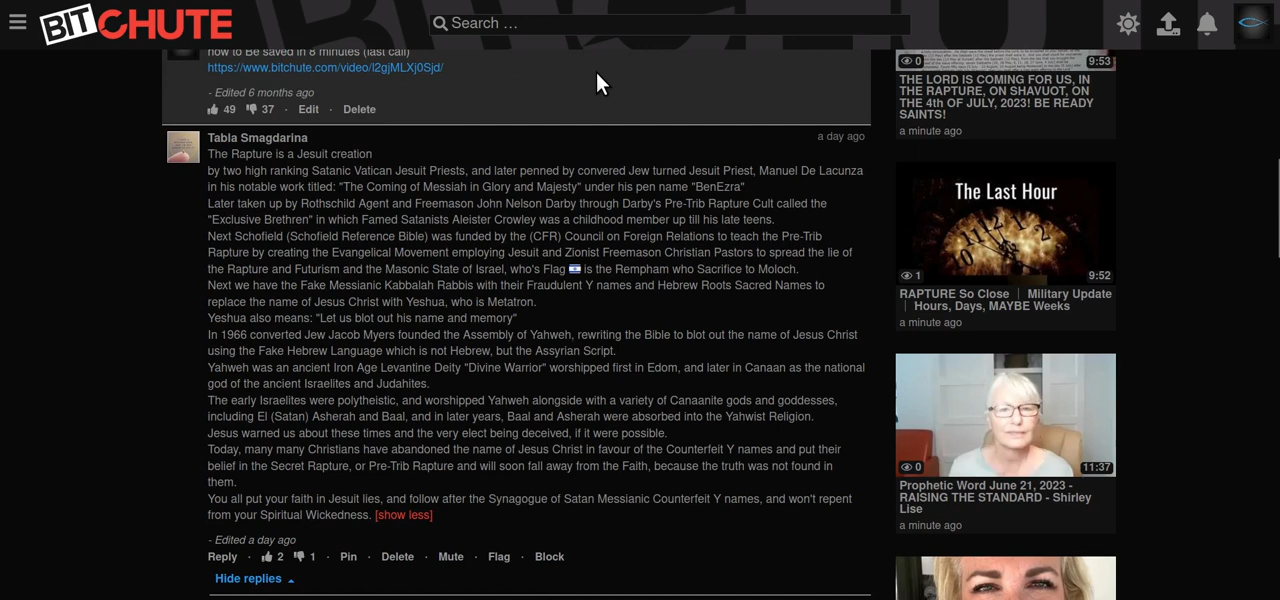 BITCHUTE
Search …
how to Be saved in 8 minutes (last call)
https://www.bitchute.com/video/l2gjMLXj0Sjd/
- Edited 6 months ago
49 37 · Edit · Delete
Tabla Smagdarina
a day ago
The Rapture is a Jesuit creation
by two high ranking Satanic Vatican Jesuit Priests, and later penned by convered Jew turned Jesuit Priest, Manuel De Lacunza
in his notable work titled: "The Coming of Messiah in Glory and Majesty" under his pen name "BenEzra"
Later taken up by Rothschild Agent and Freemason John Nelson Darby through Darby's Pre-Trib Rapture Cult called the
"Exclusive Brethren" in which Famed Satanists Aleister Crowley was a childhood member up till his late teens.
Next Schofield (Schofield Reference Bible) was funded by the (CFR) Council on Foreign Relations to teach the Pre-Trib
Rapture by creating the Evangelical Movement employing Jesuit and Zionist Freemason Christian Pastors to spread the lie of
the Rapture and Futurism and the Masonic State of Israel, who's Flag 🇮🇱 is the Rempham who Sacrifice to Moloch.
Next we have the Fake Messianic Kabbalah Rabbis with their Fraudulent Y names and Hebrew Roots Sacred Names to
replace the name of Jesus Christ with Yeshua, who is Metatron.
Yeshua also means: "Let us blot out his name and memory"
In 1966 converted Jew Jacob Myers founded the Assembly of Yahweh, rewriting the Bible to blot out the name of Jesus Christ
using the Fake Hebrew Language which is not Hebrew, but the Assyrian Script.
Yahweh was an ancient Iron Age Levantine Deity "Divine Warrior" worshipped first in Edom, and later in Canaan as the national
god of the ancient Israelites and Judahites.
The early Israelites were polytheistic, and worshipped Yahweh alongside with a variety of Canaanite gods and goddesses,
including El (Satan) Asherah and Baal, and in later years, Baal and Asherah were absorbed into the Yahwist Religion.
Jesus warned us about these times and the very elect being deceived, if it were possible.
Today, many many Christians have abandoned the name of Jesus Christ in favour of the Counterfeit Y names and put their
belief in the Secret Rapture, or Pre-Trib Rapture and will soon fall away from the Faith, because the truth was not found in
them.
You all put your faith in Jesuit lies, and follow after the Synagogue of Satan Messianic Counterfeit Y names, and won't repent
from your Spiritual Wickedness. [show less]
- Edited a day ago
Reply · 2 1 · Pin · Delete · Mute · Flag · Block
Hide replies
0 9:53
THE LORD IS COMING FOR US, IN
THE RAPTURE, ON SHAVUOT, ON
THE 4th OF JULY, 2023! BE READY
SAINTS!
a minute ago
The Last Hour
10 11 12 1 2
1 9:52
RAPTURE So Close | Military Update
| Hours, Days, MAYBE Weeks
a minute ago
0 11:37
Prophetic Word June 21, 2023 -
RAISING THE STANDARD - Shirley
Lise
a minute ago